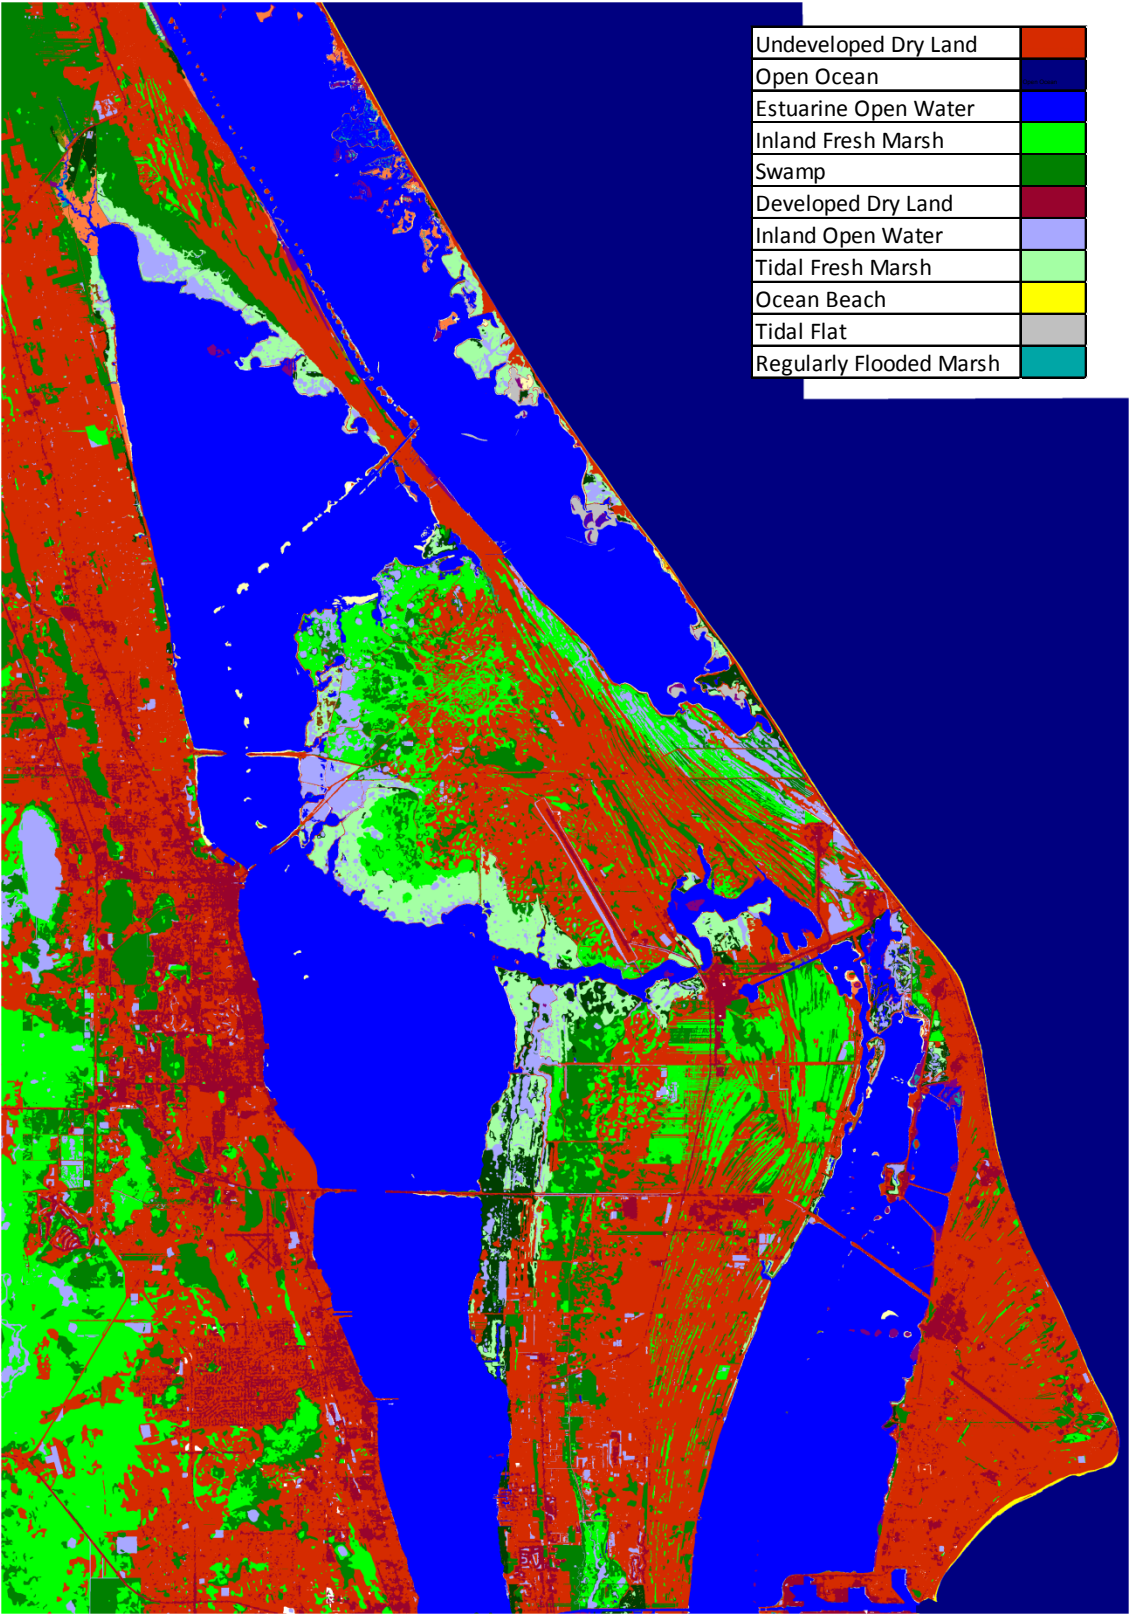 Undeveloped Dry Land
Open Ocean
Estuarine Open Water
Inland Fresh Marsh
Swamp
Developed Dry Land
Inland Open Water
Tidal Fresh Marsh
Ocean Beach
Tidal Flat
Regularly Flooded Marsh